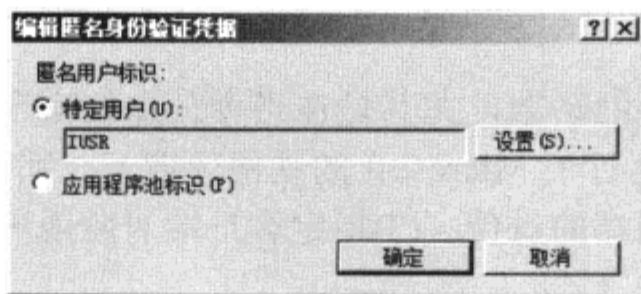 编辑匿名身份验证凭据
匿名用户标识:
特定用户(U):
IUSR
设置(S)...
应用程序池标识(P)
确定
取消